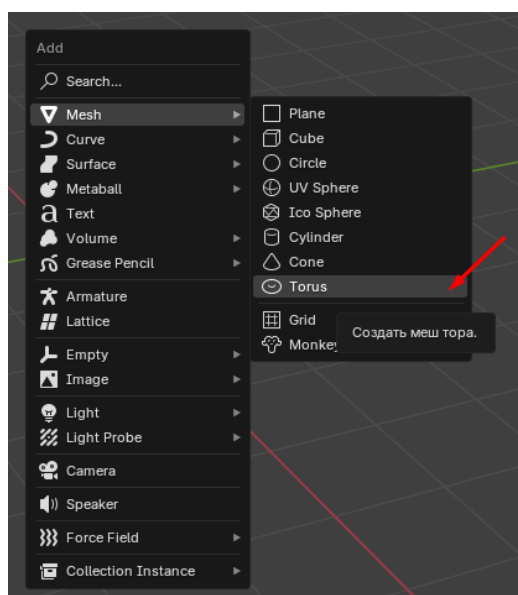 Add
Search...
Mesh
Curve
Surface
Metaball
Text
Volume
Grease Pencil
Armature
Lattice
Empty
Image
Light
Light Probe
Camera
Speaker
Force Field
Collection Instance
Plane
Cube
Circle
UV Sphere
Ico Sphere
Cylinder
Cone
Torus
Grid
Monkey
Создать меш тора.